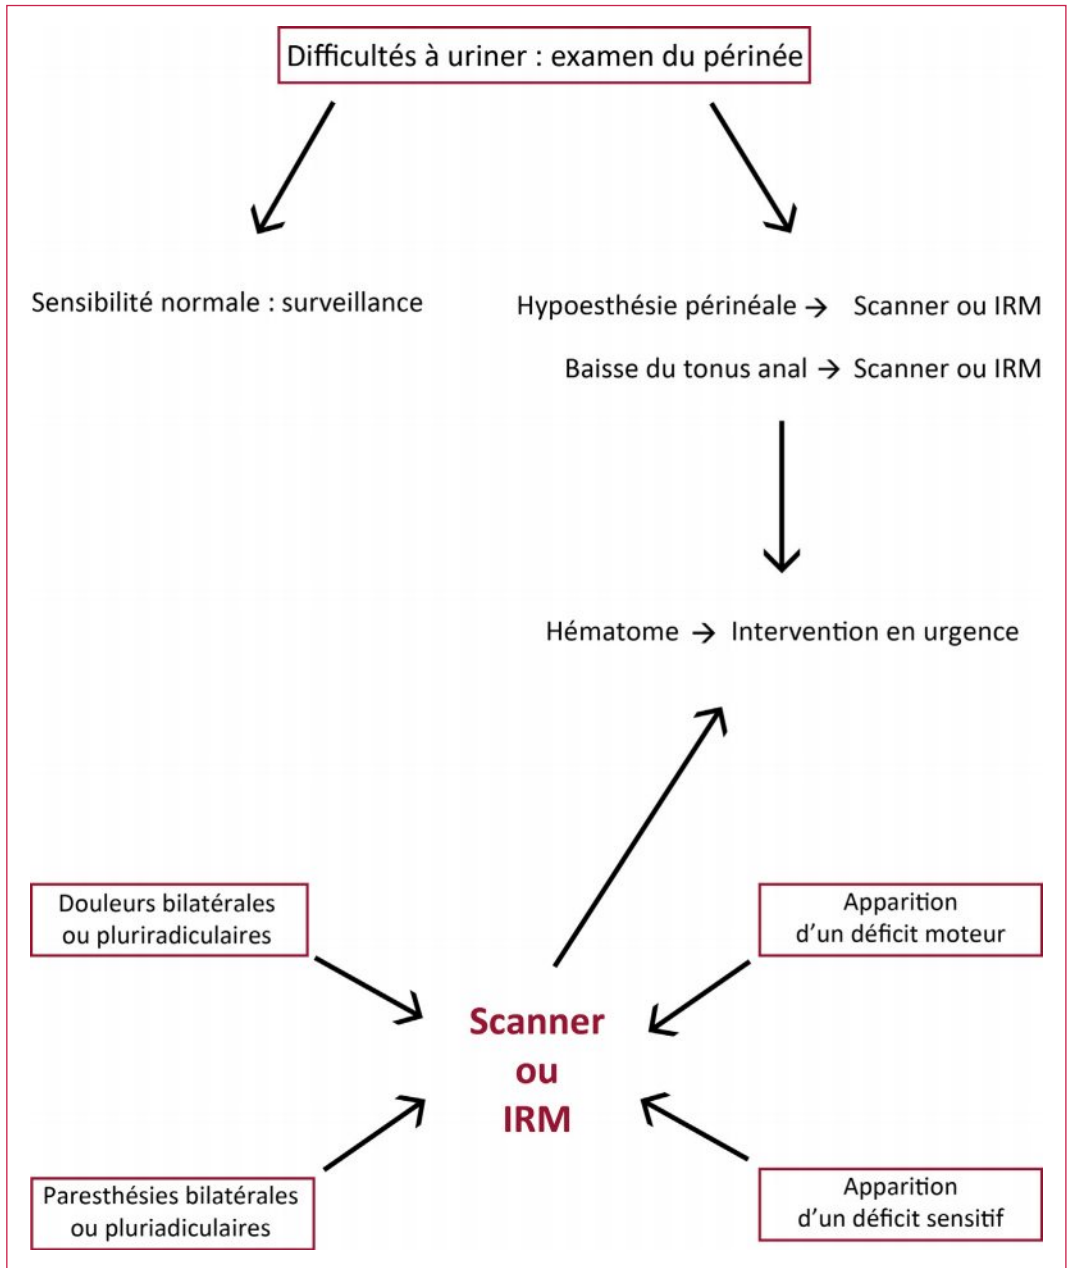 Difficultés à uriner : examen du périnée
Sensibilité normale : surveillance
Hypoesthésie périnéale → Scanner ou IRM
Baisse du tonus anal → Scanner ou IRM
Hématome → Intervention en urgence
Douleurs bilatérales
ou pluriradiculaires
Apparition
d'un déficit moteur
Scanner
ou
IRM
Paresthésies bilatérales
ou pluriadiculaires
Apparition
d'un déficit sensitif